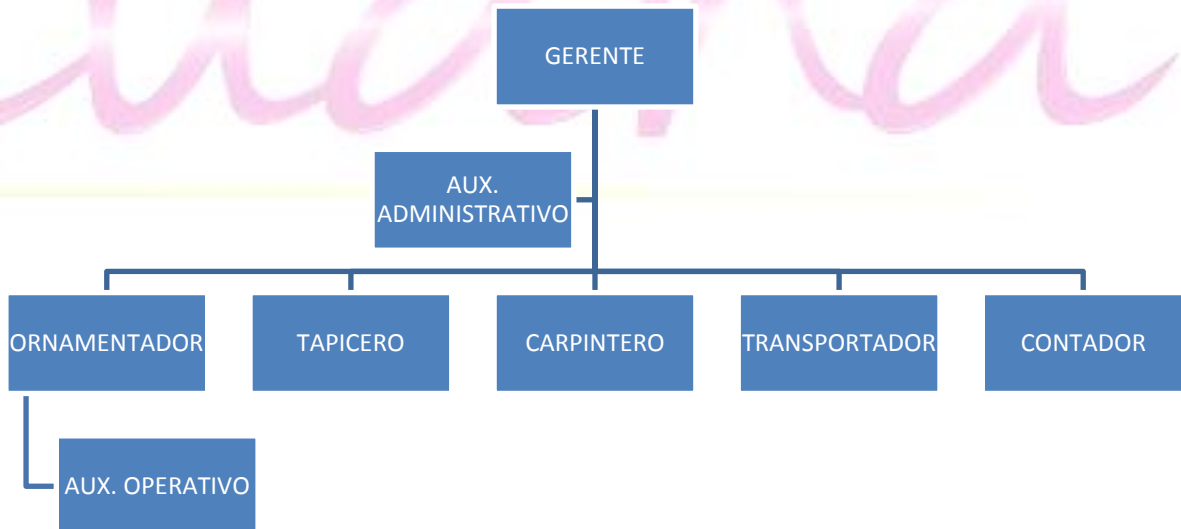 GERENTE
AUX.
ADMINISTRATIVO
ORNAMENTADOR
TAPICERO
CARPINTERO
TRANSPORTADOR
CONTADOR
AUX. OPERATIVO